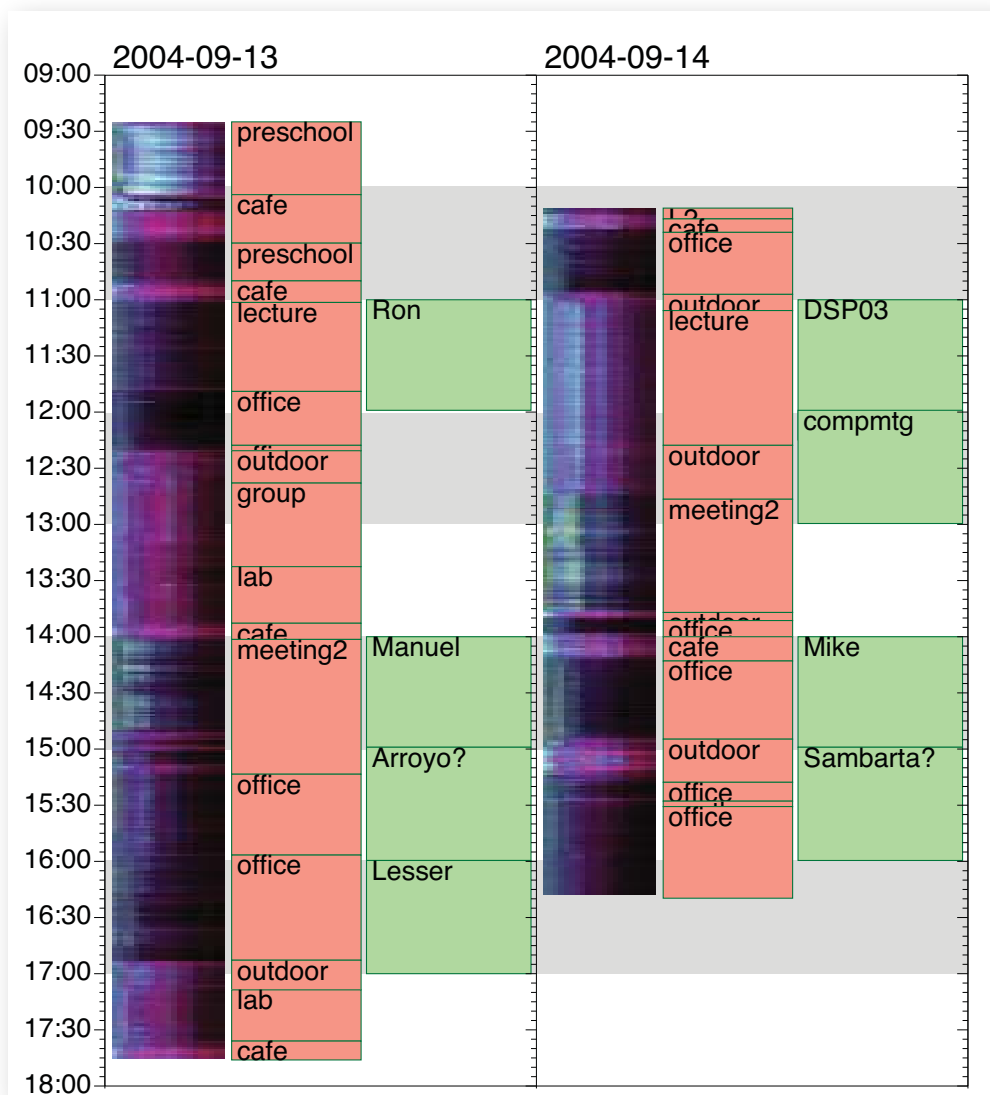 2004-09-13
2004-09-14
09:00
09:30
10:00
10:30
11:00
11:30
12:00
12:30
13:00
13:30
14:00
14:30
15:00
15:30
16:00
16:30
17:00
17:30
18:00
preschool
cafe
preschool
cafe
lecture
office
outdoor
group
lab
cafe
meeting2
office
office
outdoor
lab
cafe
Ron
Manuel
Arroyo?
Lesser
cafe
office
outdoor
lecture
outdoor
meeting2
outdoor
office
cafe
office
outdoor
office
office
DSP03
compmtg
Mike
Sambarta?